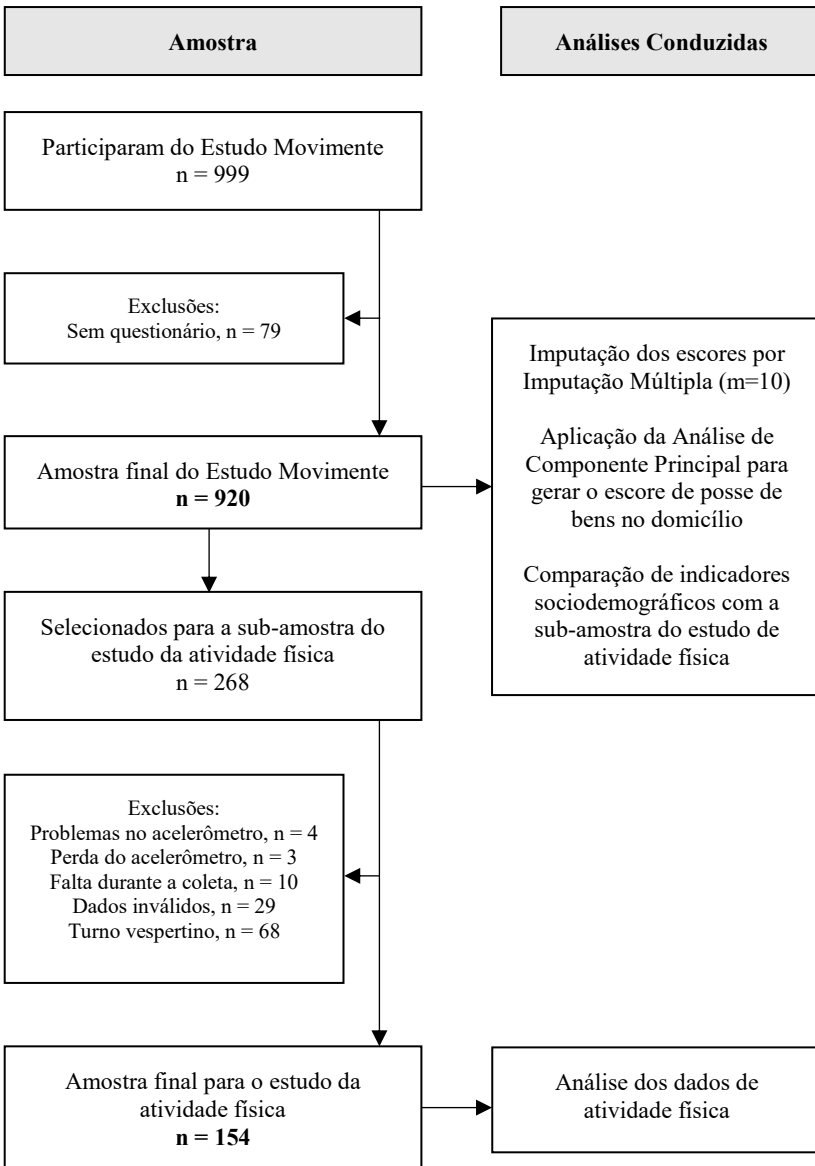 Amostra
Análises Conduzidas
Participaram do Estudo Movimente
n = 999
Exclusões:
Sem questionário, n = 79
Imputação dos escores por
Imputação Múltipla (m=10)
Aplicação da Análise de
Componente Principal para
gerar o escore de posse de
bens no domicílio
Comparação de indicadores
sociodemográficos com a
sub-amostra do estudo de
atividade física
Amostra final do Estudo Movimente
n = 920
Selecionados para a sub-amostra do
estudo da atividade física
n = 268
Exclusões:
Problemas no acelerômetro, n = 4
Perda do acelerômetro, n = 3
Falta durante a coleta, n = 10
Dados inválidos, n = 29
Turno vespertino, n = 68
Amostra final para o estudo da
atividade física
n = 154
Análise dos dados de
atividade física